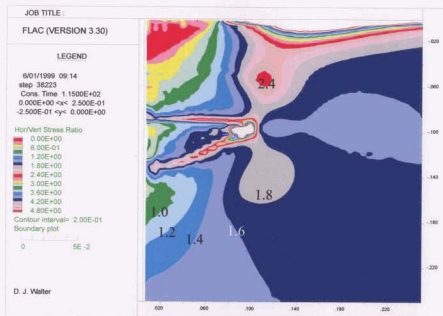 JOB TITLE :
FLAC (VERSION 3.30)
LEGEND
6/01/1999 09:14
step 38223
Cons. Time 1.1500E+02
0.000E+00 <x< 2.500E-01
-2.500E-01 <y< 0.000E+00
Hor/Vert Stress Ratio
0.00E+00
6.00E-01
1.20E+00
1.80E+00
2.40E+00
3.00E+00
3.60E+00
4.20E+00
4.80E+00
Contour interval= 2.00E-01
Boundary plot
0 5E -2
D. J. Walter
2.4
1.8
1.0
1.2
1.4
1.6
-.020
-.060
-.100
-.140
-.180
-.220
.020 .060 .100 .140 .180 .220